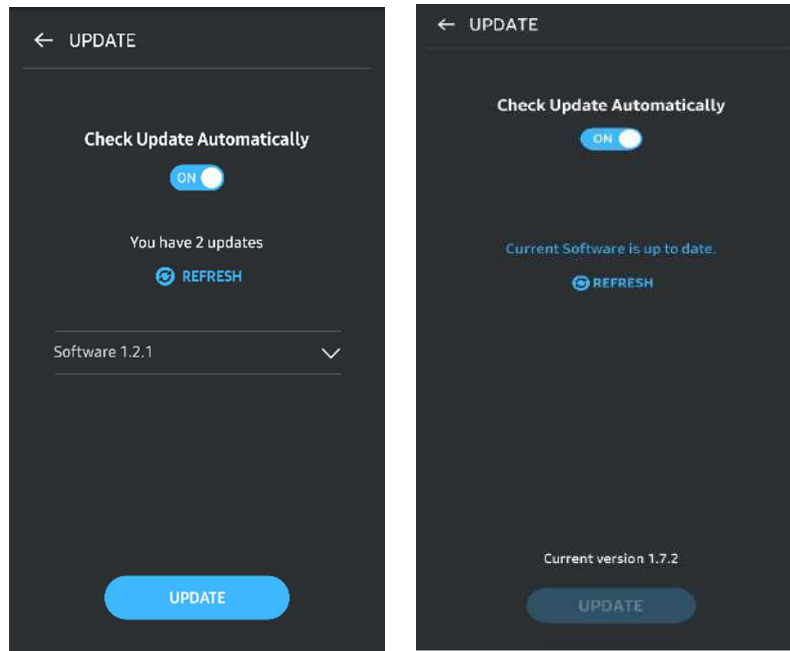 UPDATE
Check Update Automatically
ON
You have 2 updates
REFRESH
Software 1.2.1
UPDATE
UPDATE
Check Update Automatically
ON
Current Software is up to date.
REFRESH
Current version 1.7.2
UPDATE